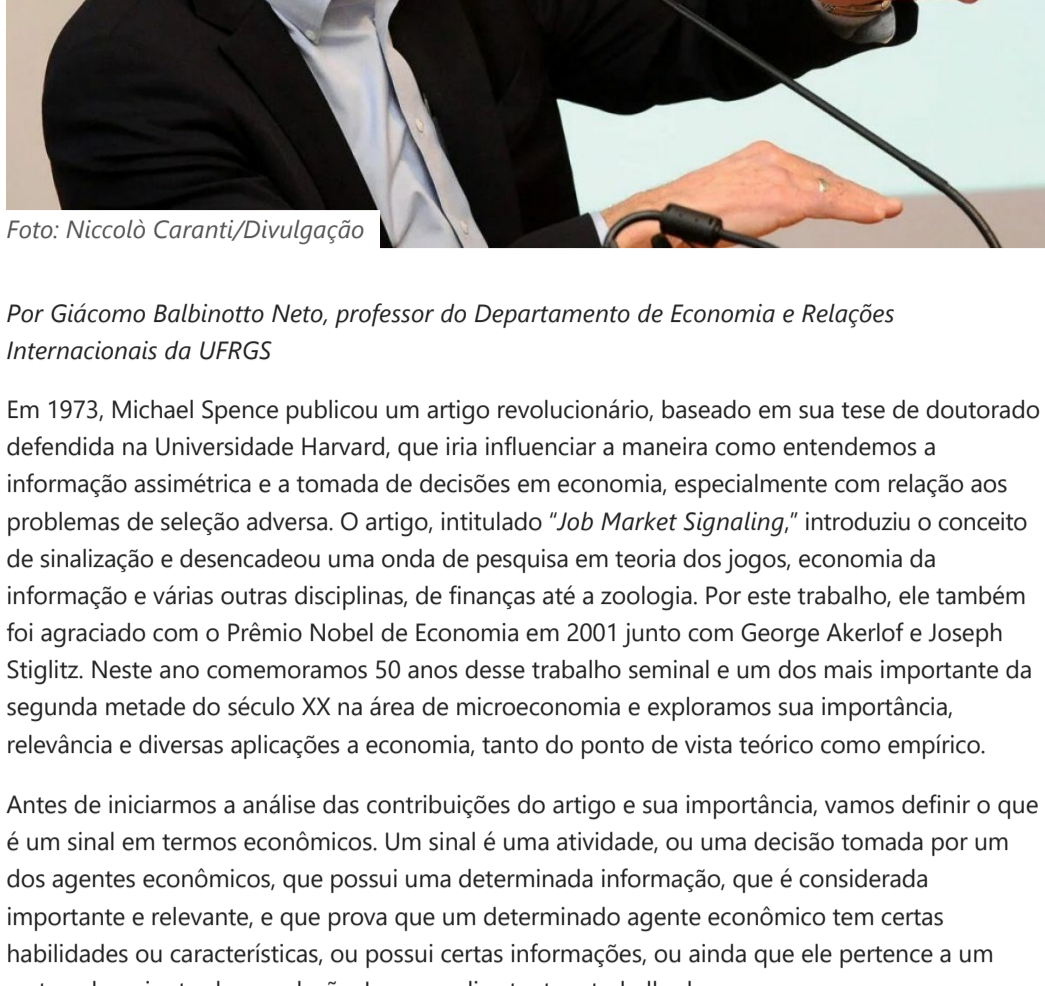 Foto: Niccolò Caranti/Divulgação
Por Giácomo Balbinotto Neto, professor do Departamento de Economia e Relações
Internacionais da UFRGS
Em 1973, Michael Spence publicou um artigo revolucionário, baseado em sua tese de doutorado
defendida na Universidade Harvard, que iria influenciar a maneira como entendemos a
informação assimétrica e a tomada de decisões em economia, especialmente com relação aos
problemas de seleção adversa. O artigo, intitulado “Job Market Signaling,” introduziu o conceito
de sinalização e desencadeou uma onda de pesquisa em teoria dos jogos, economia da
informação e várias outras disciplinas, de finanças até a zoologia. Por este trabalho, ele também
foi agraciado com o Prêmio Nobel de Economia em 2001 junto com George Akerlof e Joseph
Stiglitz. Neste ano comemoramos 50 anos desse trabalho seminal e um dos mais importante da
segunda metade do século XX na área de microeconomia e exploramos sua importância,
relevância e diversas aplicações a economia, tanto do ponto de vista teórico como empírico.
Antes de iniciarmos a análise das contribuições do artigo e sua importância, vamos definir o que
é um sinal em termos econômicos. Um sinal é uma atividade, ou uma decisão tomada por um
dos agentes econômicos, que possui uma determinada informação, que é considerada
importante e relevante, e que prova que um determinado agente econômico tem certas
habilidades ou características, ou possui certas informações, ou ainda que ele pertence a um